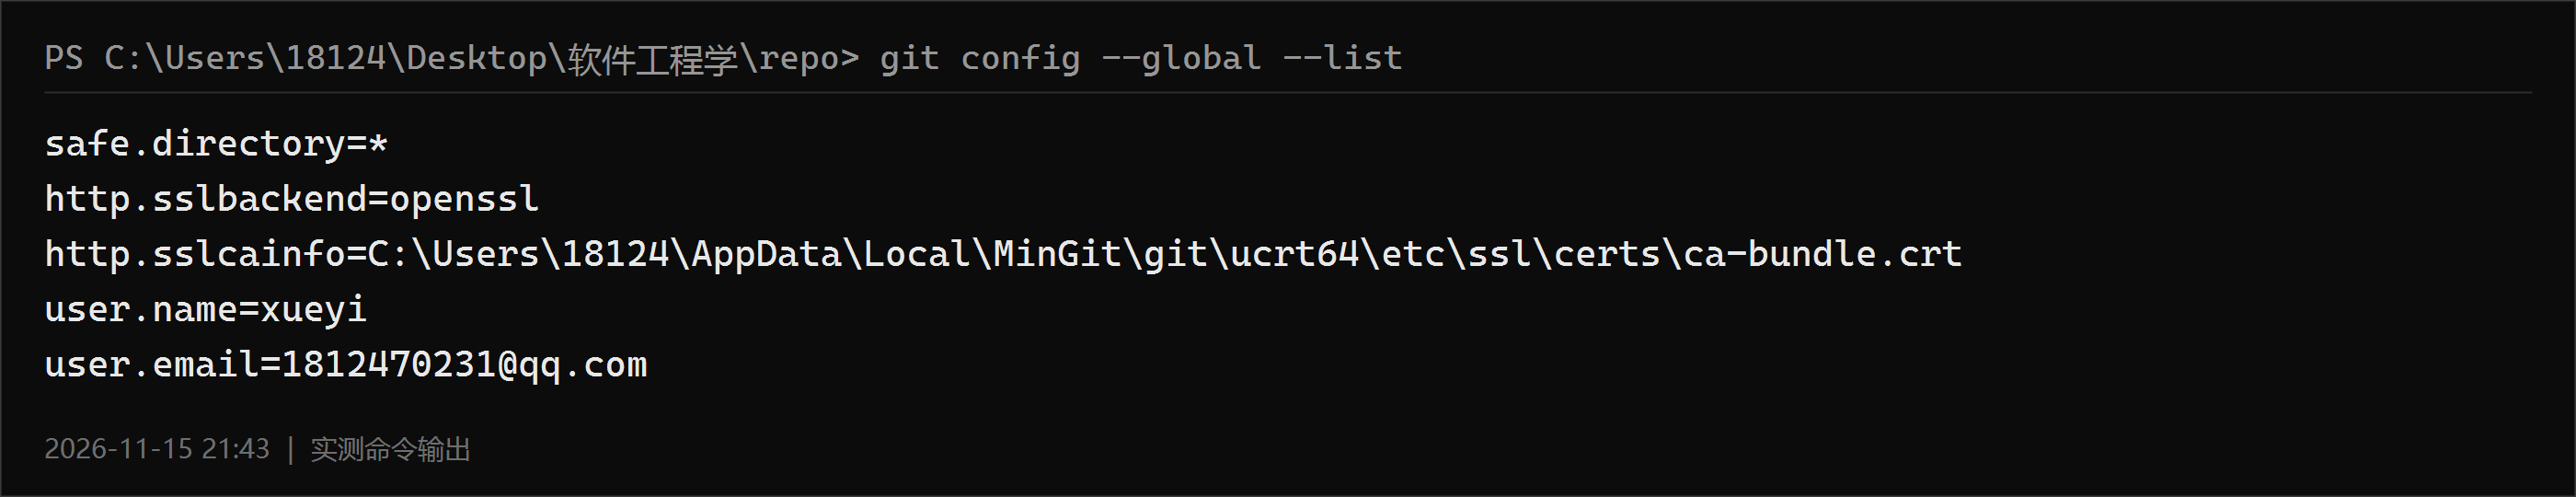 PS C:\Users\18124\Desktop\软件工程学\repo> git config --global --list
safe.directory=*
http.sslbackend=openssl
http.sslcainfo=C:\Users\18124\AppData\Local\MinGit\git\ucrt64\etc\ssl\certs\ca-bundle.crt
user.name=xueyi
user.email=1812470231@qq.com
2026-11-15 21:43 | 实测命令输出